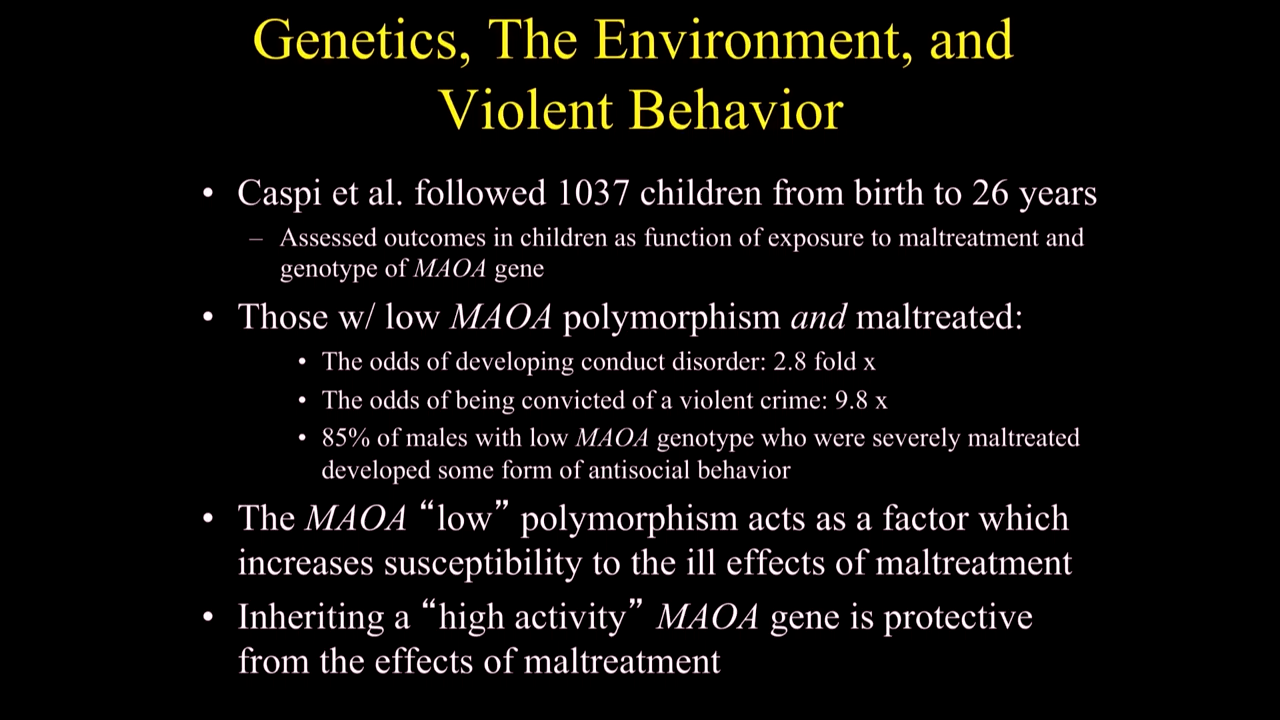 Genetics, The Environment, and
Violent Behavior
• Caspi et al. followed 1037 children from birth to 26 years
– Assessed outcomes in children as function of exposure to maltreatment and
genotype of MAOA gene
• Those w/ low MAOA polymorphism and maltreated:
• The odds of developing conduct disorder: 2.8 fold x
• The odds of being convicted of a violent crime: 9.8 x
• 85% of males with low MAOA genotype who were severely maltreated
developed some form of antisocial behavior
• The MAOA “low” polymorphism acts as a factor which
increases susceptibility to the ill effects of maltreatment
• Inheriting a “high activity” MAOA gene is protective
from the effects of maltreatment